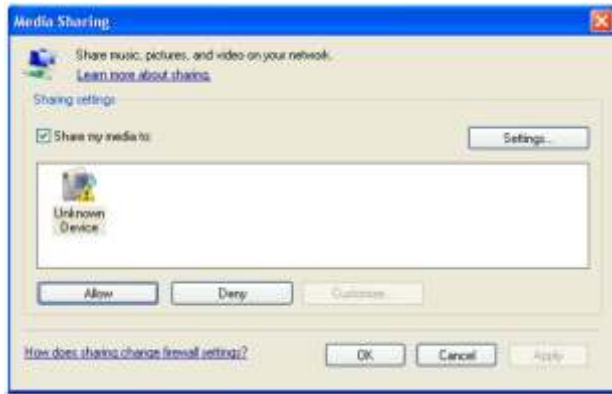 Media Sharing
Share music, pictures, and video on your network.
Learn more about sharing.
Sharing settings
Share my media to:
Settings...
Unknown
Device
Allow
Deny
Customize...
How does sharing change firewall settings?
OK
Cancel
Apply